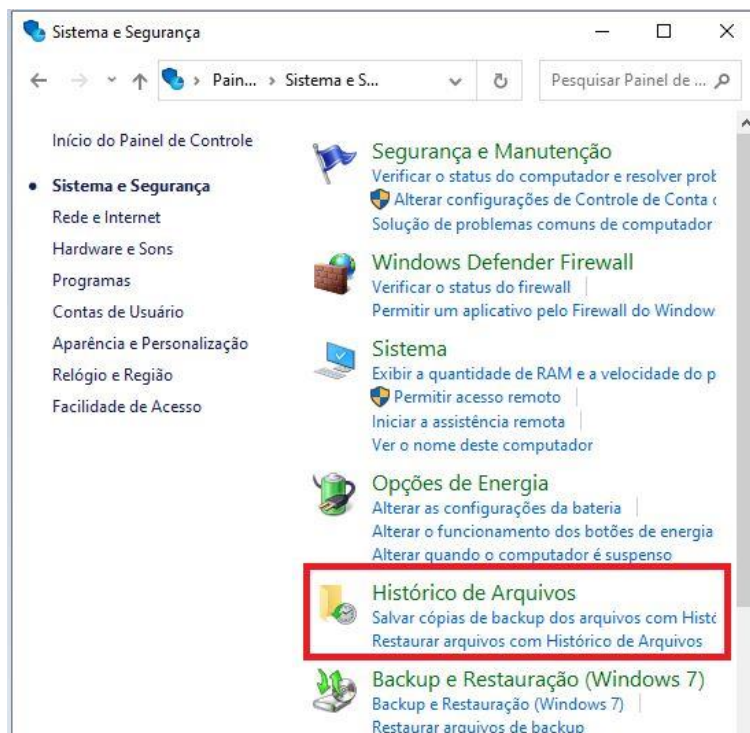 Sistema e Segurança
Pain... > Sistema e S...
Pesquisar Painel de ...
Início do Painel de Controle
Sistema e Segurança
Rede e Internet
Hardware e Sons
Programas
Contas de Usuário
Aparência e Personalização
Relógio e Região
Facilidade de Acesso
Segurança e Manutenção
Verificar o status do computador e resolver prob
Alterar configurações de Controle de Conta
Solução de problemas comuns de computador
Windows Defender Firewall
Verificar o status do firewall
Permitir um aplicativo pelo Firewall do Window
Sistema
Exibir a quantidade de RAM e a velocidade do p
Permitir acesso remoto
Iniciar a assistência remota
Ver o nome deste computador
Opções de Energia
Alterar as configurações da bateria
Alterar o funcionamento dos botões de energia
Alterar quando o computador é suspenso
Histórico de Arquivos
Salvar cópias de backup dos arquivos com Histó
Restaurar arquivos com Histórico de Arquivos
Backup e Restauração (Windows 7)
Backup e Restauração (Windows 7)
Restaurar arquivos de backup